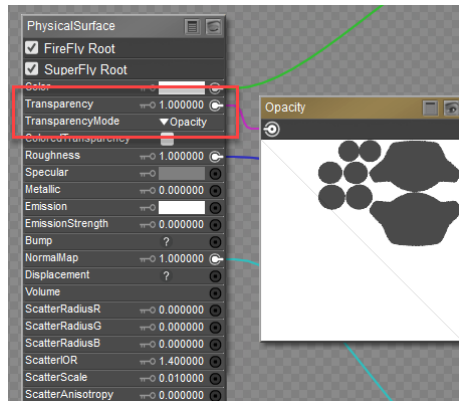 PhysicalSurface
FireFly Root
SuperFly Root
Color
Transparency 1.000000
TransparencyMode ▼Opacity
ColoredTransparency
Roughness 1.000000
Specular
Metallic 0.000000
Emission
EmissionStrength 0.000000
Bump ?
NormalMap 1.000000
Displacement ?
Volume
ScatterRadiusR 0.000000
ScatterRadiusG 0.000000
ScatterRadiusB 0.000000
ScatterIOR 1.400000
ScatterScale 0.010000
ScatterAnisotropy 0.000000
Opacity